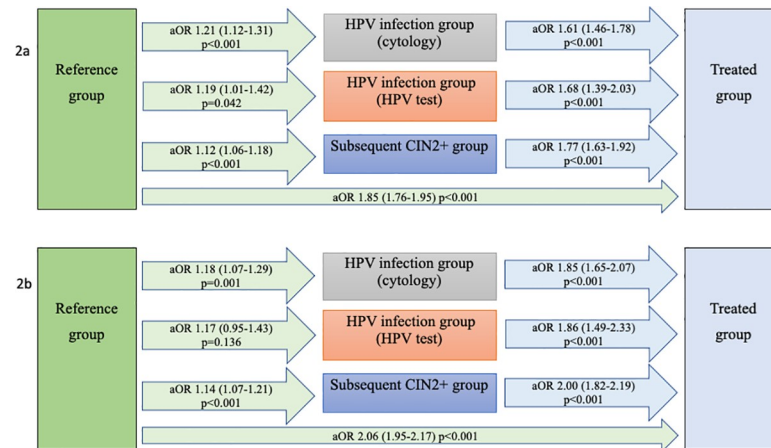 2a
Reference
group
aOR 1.21 (1.12-1.31)
p<0.001
HPV infection group
(cytology)
aOR 1.61 (1.46-1.78)
p<0.001
aOR 1.19 (1.01-1.42)
p=0.042
HPV infection group
(HPV test)
aOR 1.68 (1.39-2.03)
p<0.001
aOR 1.12 (1.06-1.18)
p<0.001
Subsequent CIN2+ group
aOR 1.77 (1.63-1.92)
p<0.001
Treated
group
aOR 1.85 (1.76-1.95) p<0.001
2b
Reference
group
aOR 1.18 (1.07-1.29)
p=0.001
HPV infection group
(cytology)
aOR 1.85 (1.65-2.07)
p<0.001
aOR 1.17 (0.95-1.43)
p=0.136
HPV infection group
(HPV test)
aOR 1.86 (1.49-2.33)
p<0.001
aOR 1.14 (1.07-1.21)
p<0.001
Subsequent CIN2+ group
aOR 2.00 (1.82-2.19)
p<0.001
Treated
group
aOR 2.06 (1.95-2.17) p<0.001